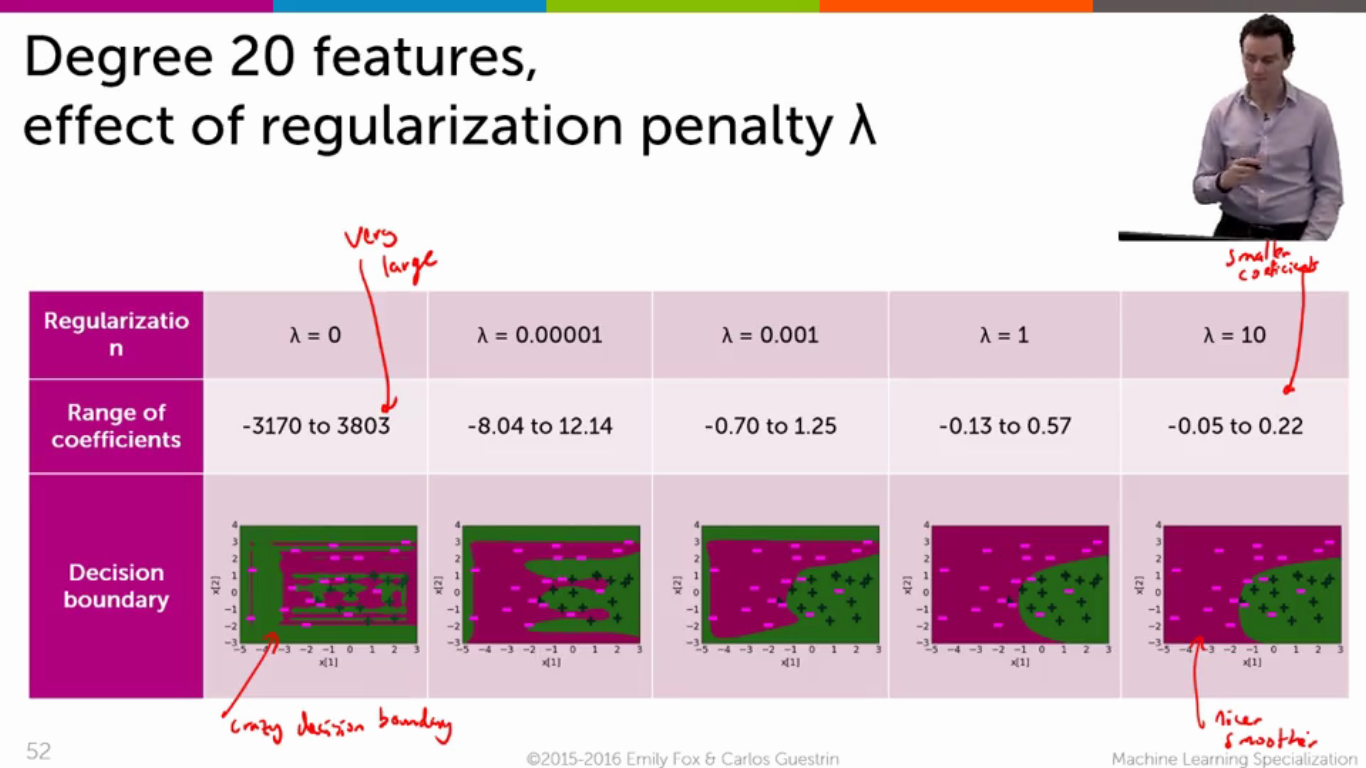 Degree 20 features,
effect of regularization penalty λ
very
large
smaller
coefficients
Regularizatio
n
λ = 0
λ = 0.00001
λ = 0.001
λ = 1
λ = 10
Range of
coefficients
-3170 to 3803
-8.04 to 12.14
-0.70 to 1.25
-0.13 to 0.57
-0.05 to 0.22
Decision
boundary
4
3
2
1
0
−1
−2
−3
x[2]
−5 −4 −3 −2 −1 0 1 2 3
x[1]
4
3
2
1
0
−1
−2
−3
x[2]
−5 −4 −3 −2 −1 0 1 2 3
x[1]
4
3
2
1
0
−1
−2
−3
x[2]
−5 −4 −3 −2 −1 0 1 2 3
x[1]
4
3
2
1
0
−1
−2
−3
x[2]
−5 −4 −3 −2 −1 0 1 2 3
x[1]
4
3
2
1
0
−1
−2
−3
x[2]
−5 −4 −3 −2 −1 0 1 2 3
x[1]
crazy decision boundary
nicer
smoother
52
©2015-2016 Emily Fox & Carlos Guestrin
Machine Learning Specialization